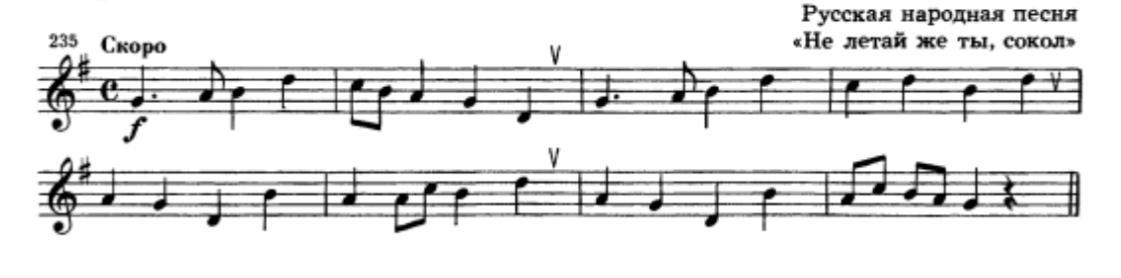 Русская народная песня
235 Скоро «Не летай же ты, сокол»
f